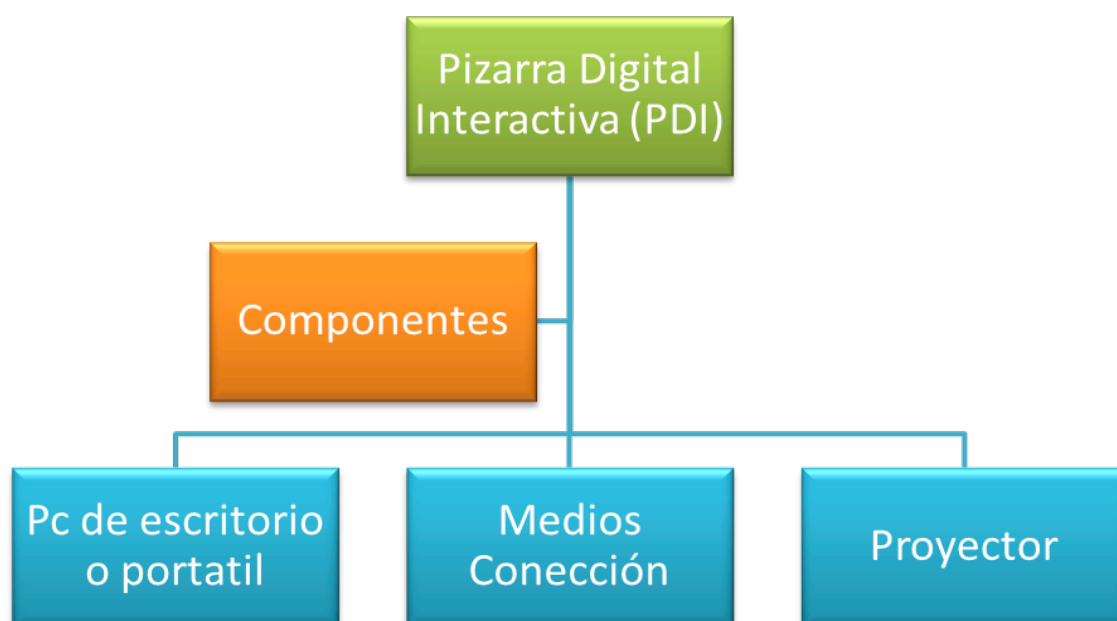 Pizarra Digital
Interactiva (PDI)
Componentes
Pc de escritorio
o portatil
Medios
Conección
Proyector